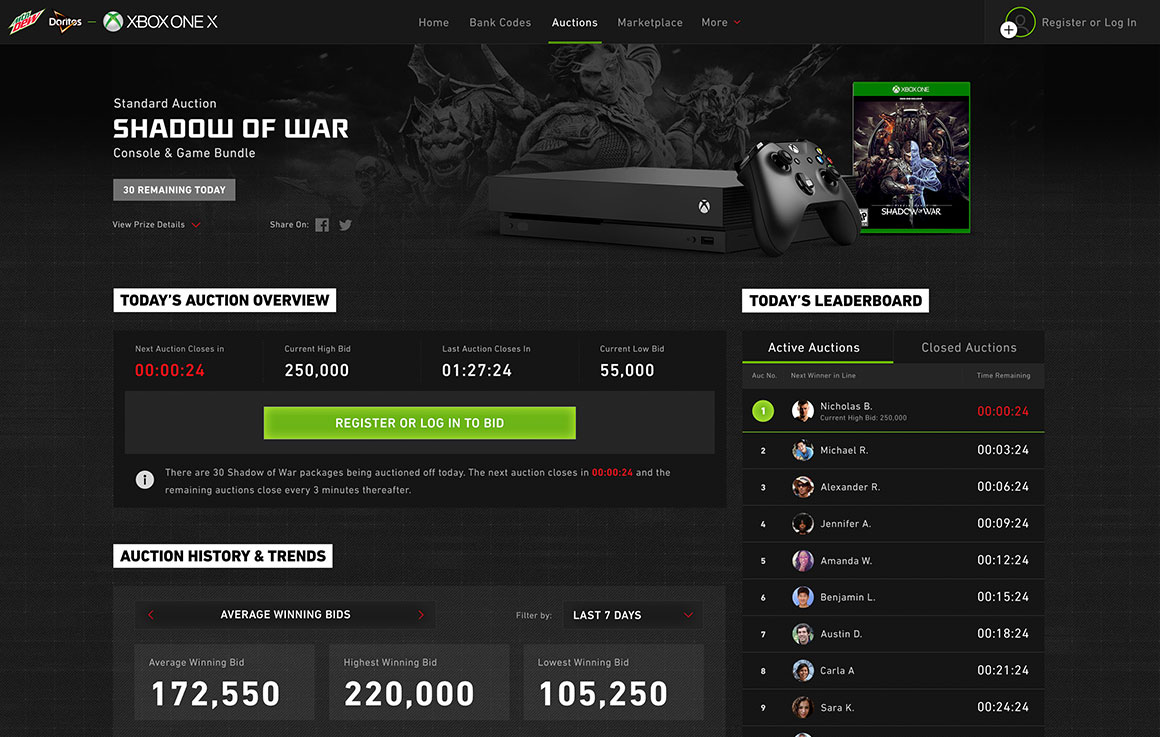 Mtn Dew Doritos – XBOX ONE X
Home
Bank Codes
Auctions
Marketplace
More
Register or Log In
Standard Auction
SHADOW OF WAR
Console & Game Bundle
30 REMAINING TODAY
View Prize Details
Share On:
XBOX ONE
SHADOW OF WAR
TODAY'S AUCTION OVERVIEW
Next Auction Closes in
00:00:24
Current High Bid
250,000
Last Auction Closes In
01:27:24
Current Low Bid
55,000
REGISTER OR LOG IN TO BID
There are 30 Shadow of War packages being auctioned off today. The next auction closes in 00:00:24 and the
remaining auctions close every 3 minutes thereafter.
AUCTION HISTORY & TRENDS
AVERAGE WINNING BIDS
Filter by:
LAST 7 DAYS
Average Winning Bid
172,550
Highest Winning Bid
220,000
Lowest Winning Bid
105,250
TODAY'S LEADERBOARD
Active Auctions
Closed Auctions
Auc No. Next Winner in Line Time Remaining
1 Nicholas B. 00:00:24
Current High Bid: 250,000
2 Michael R. 00:03:24
3 Alexander R. 00:06:24
4 Jennifer A. 00:09:24
5 Amanda W. 00:12:24
6 Benjamin L. 00:15:24
7 Austin D. 00:18:24
8 Carla A 00:21:24
9 Sara K. 00:24:24